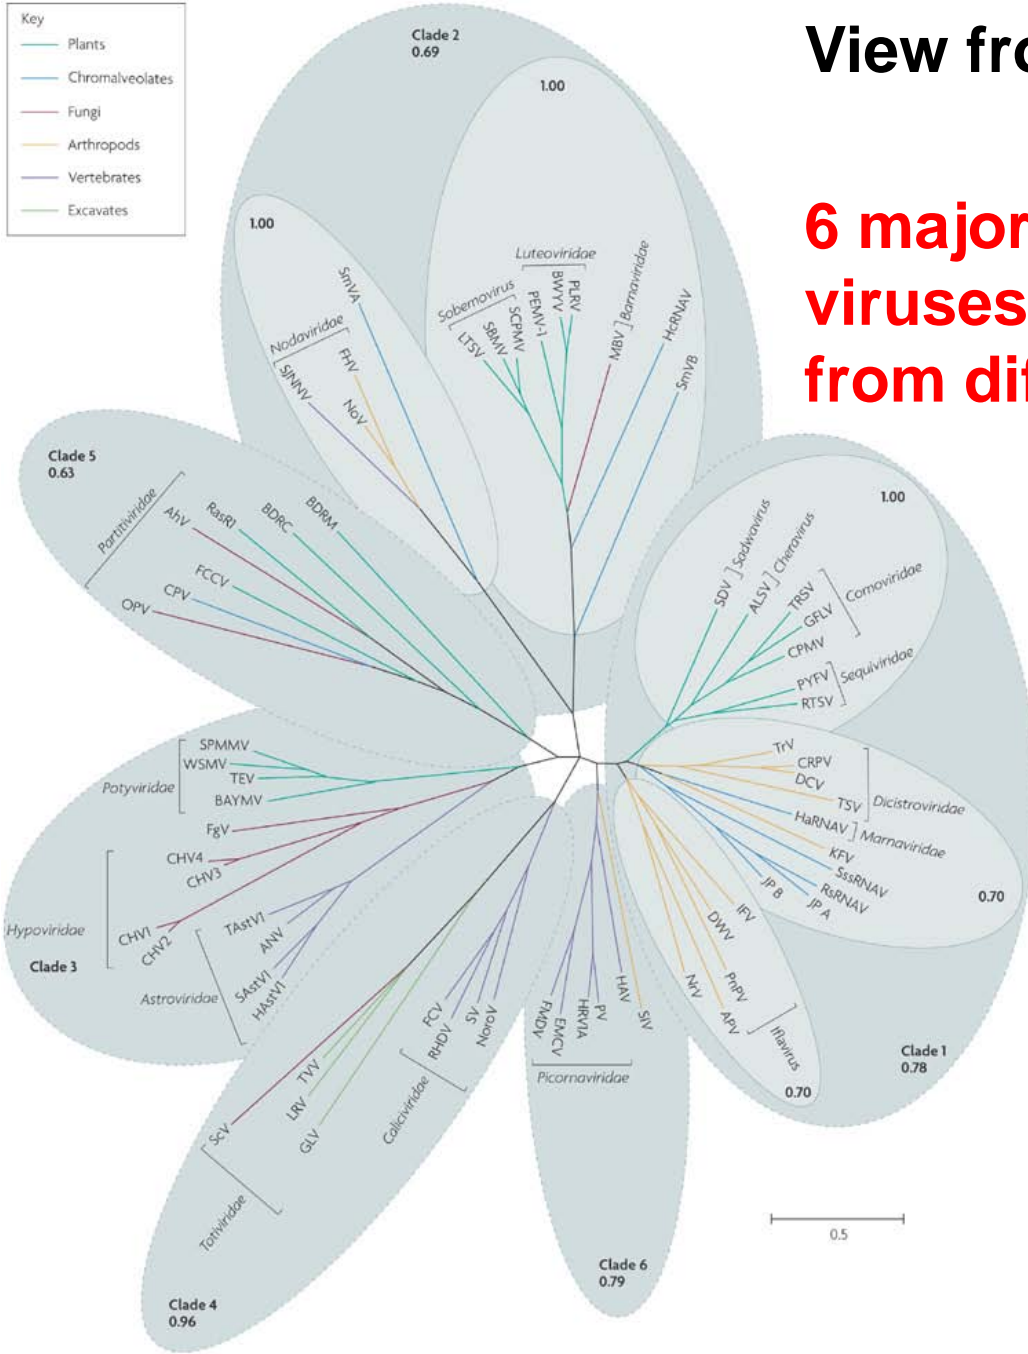 Key
Plants
Chromalveolates
Fungi
Arthropods
Vertebrates
Excavates
View fro
6 major
viruses
from dif
Clade 2
0.69
1.00
1.00
SmVA
Nodaviridae
FHV
SJNNV
NoV
Luteoviridae
Sobemovirus
LTSV
SBMV
SCPMV
PEMV-1
BWYV
PLRV
MBV
Barnaviridae
HcRNAV
SmVB
Clade 5
0.63
Partitiviridae
AhV
RasR1
BDRC
BDRM
FCCV
CPV
OPV
1.00
SDV
Sadwavirus
ALSV
Cheravirus
TRSV
GFLV
Comoviridae
CPMV
PYFV
RTSV
Sequiviridae
TrV
CRPV
DCV
TSV
Dicistroviridae
HaRNAV
Marnaviridae
KFV
SssRNAV
RsRNAV
JP A
JP B
0.70
IFV
DWV
PnPV
NrV
APV
Iflavirus
0.70
Clade 1
0.78
SPMMV
WSMV
TEV
BAYMV
Potyviridae
FgV
CHV4
CHV3
CHV1
CHV2
Hypoviridae
Clade 3
TAstV1
ANV
SAstV1
HAstV1
Astroviridae
FCV
RHDV
SV
NoroV
Caliciviridae
TVV
LRV
GLV
ScV
Totiviridae
Clade 4
0.96
FMDV
EMCV
HRV1A
PV
HAV
SIV
Picornaviridae
Clade 6
0.79
0.5